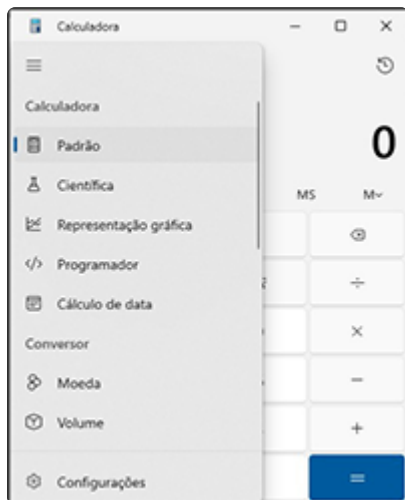 Calculadora
Calculadora
0
Padrão
Científica
MS M
Representação gráfica
</> Programador
÷
Cálculo de data
Conversor
×
Moeda
−
Volume
+
Configurações
=